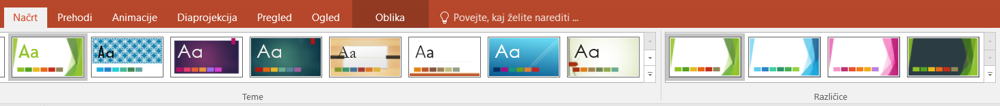 Načrt Prehodi Animacije Diaprojekcija Pregled Ogled Oblika Povejte, kaj želite narediti ...
Aa Aa Aa Aa Aa Aa Aa Aa
Teme Različice